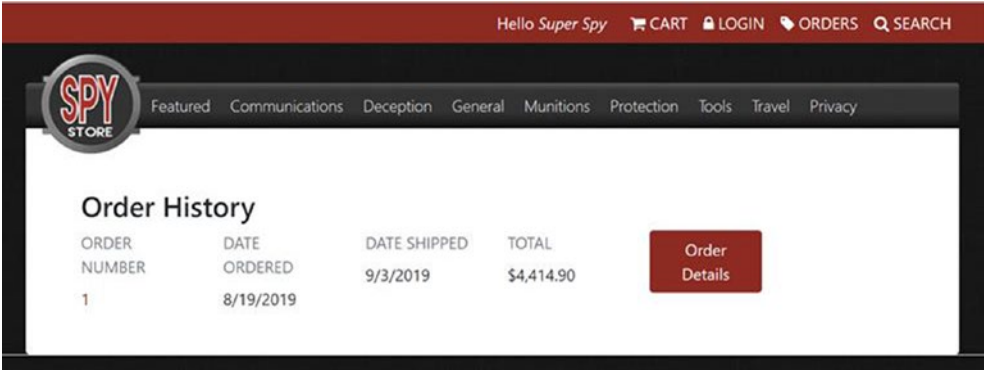 Hello Super Spy CART LOGIN ORDERS SEARCH
SPY
STORE
Featured Communications Deception General Munitions Protection Tools Travel Privacy
Order History
ORDER
NUMBER
1
DATE
ORDERED
8/19/2019
DATE SHIPPED
9/3/2019
TOTAL
$4,414.90
Order
Details